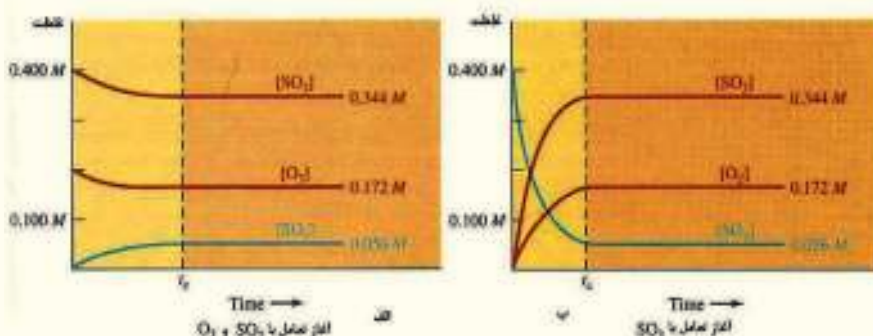 غلظت
0.400 M
[SO₂]
0.344 M
[O₂]
0.172 M
0.100 M
[SO₃]
0.056 M
tₑ
Time →
الف
آغاز تعامل با SO₂ و O₂
غلظت
0.400 M
[SO₂]
0.344 M
[O₂]
0.172 M
0.100 M
[SO₃]
0.056 M
tₑ
Time →
ب
آغاز تعامل با SO₃